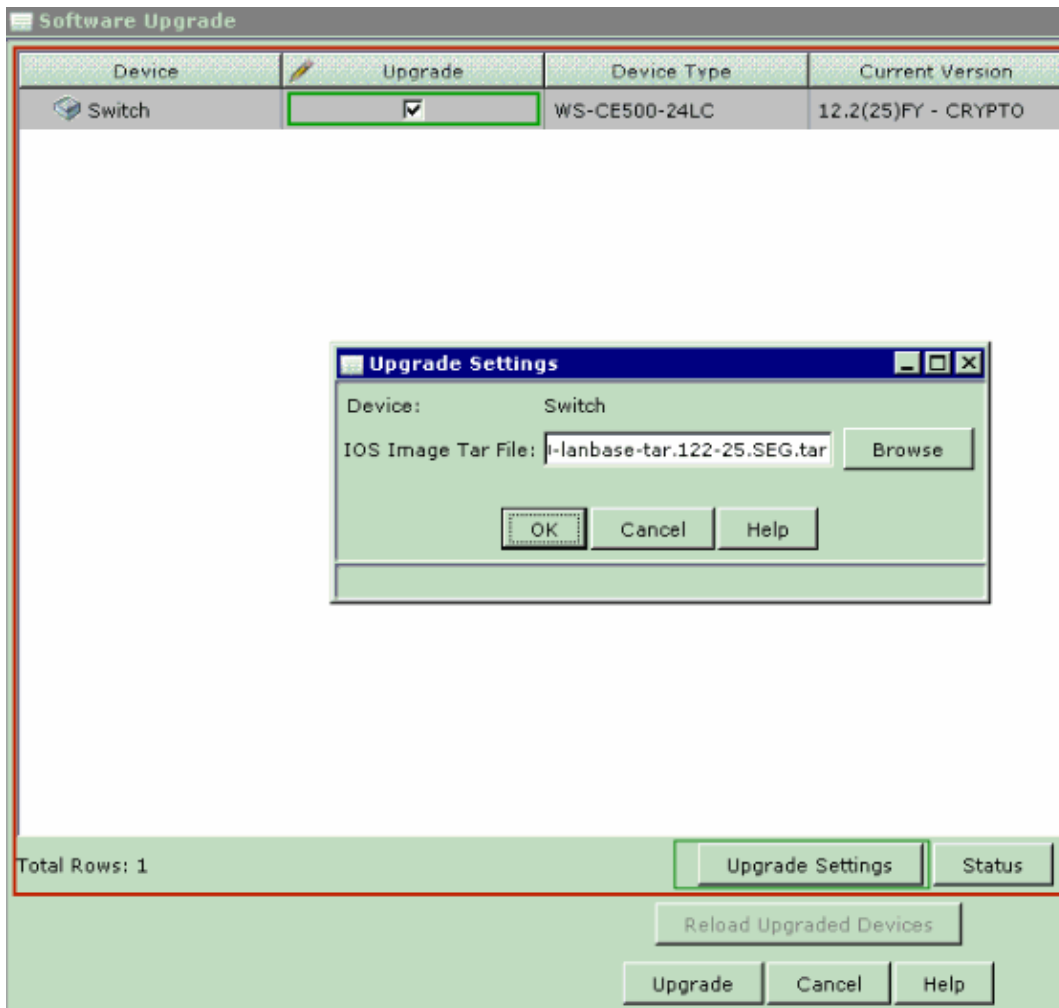 Software Upgrade
Device Upgrade Device Type Current Version
Switch WS-CE500-24LC 12.2(25)FY - CRYPTO
Upgrade Settings
Device: Switch
IOS Image Tar File: -lanbase-tar.122-25.SEG.tar Browse
OK Cancel Help
Total Rows: 1 Upgrade Settings Status
Reload Upgraded Devices
Upgrade Cancel Help